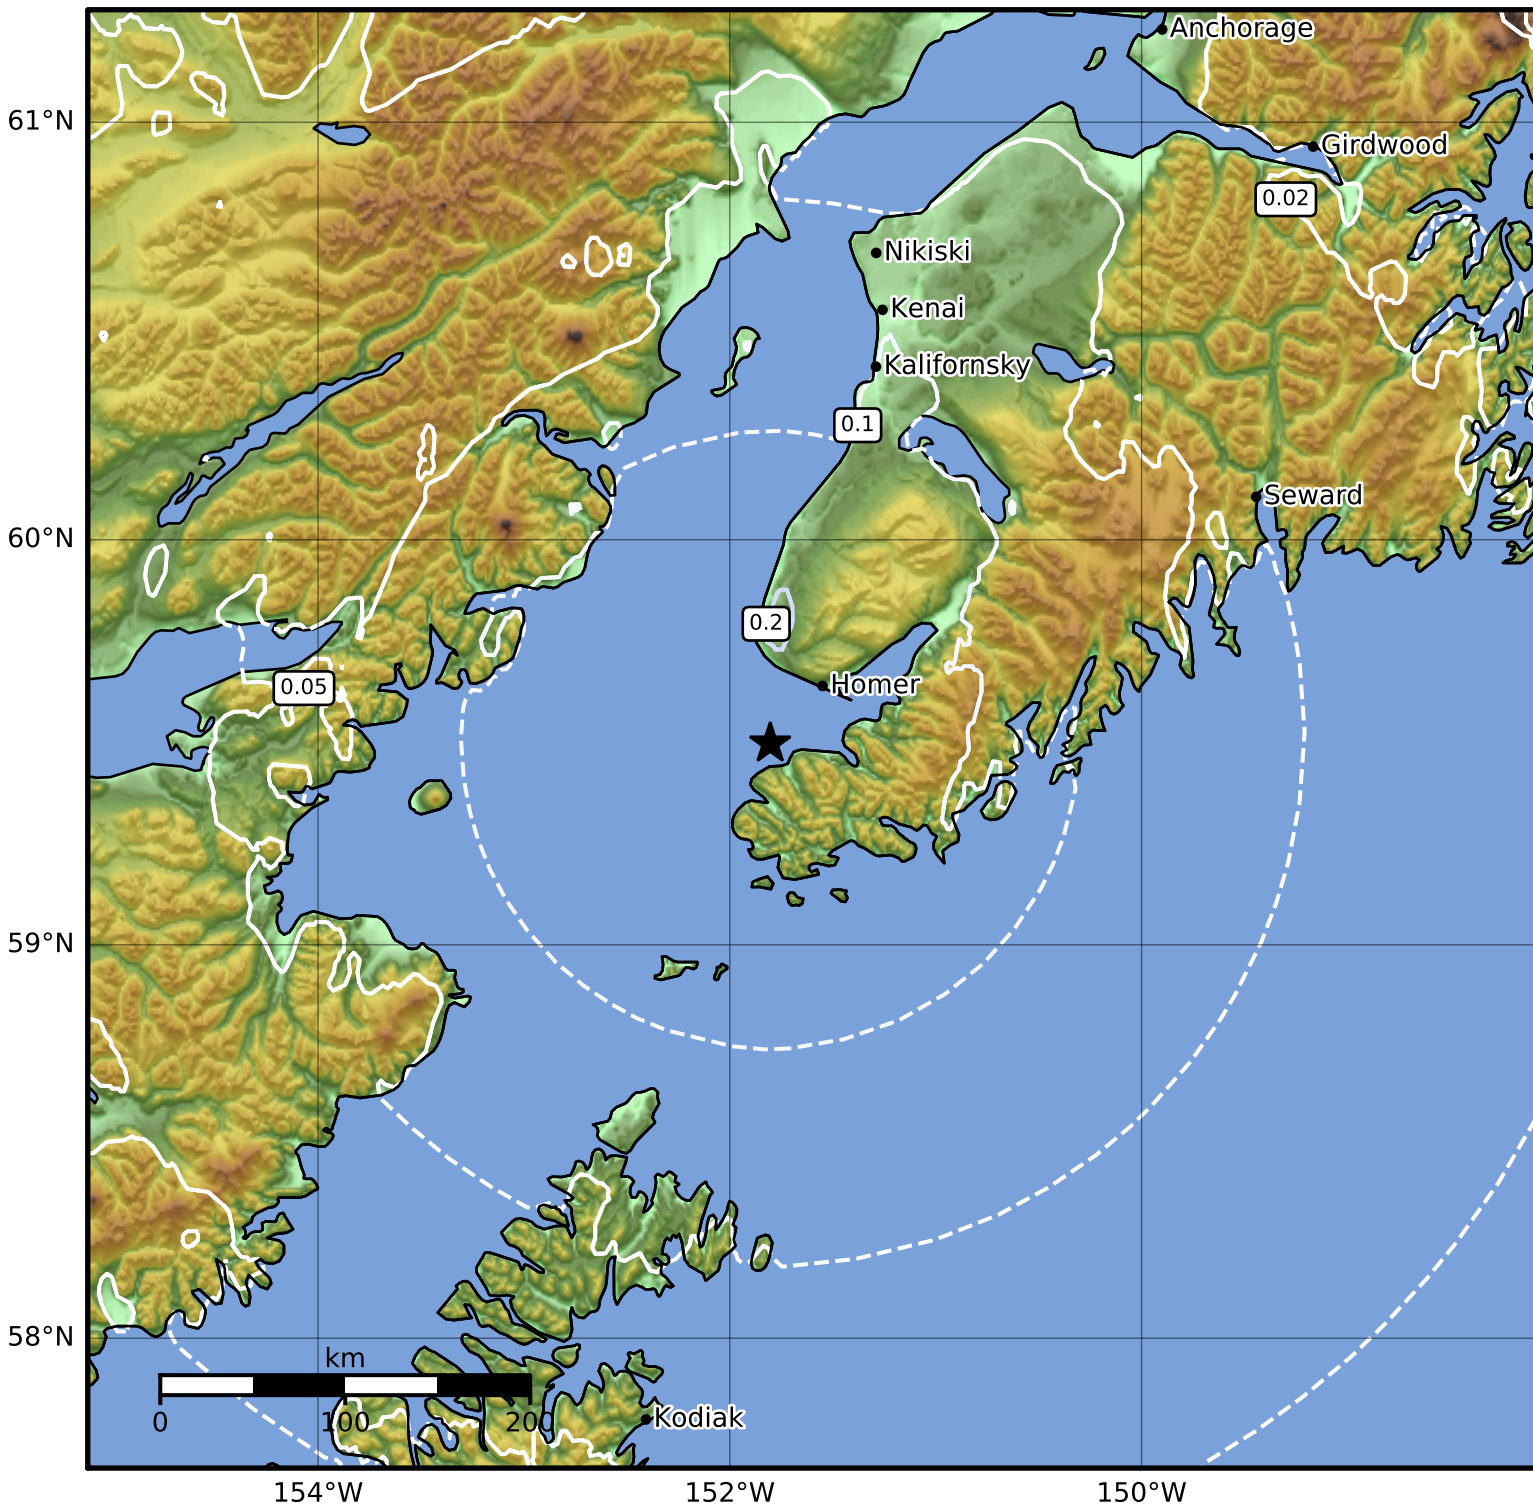 Anchorage
61°N
Girdwood
0.02
Nikiski
Kenai
Kalifornsky
0.1
Seward
60°N
0.2
Homer
0.05
59°N
58°N
km
0
100
200
Kodiak
154°W
152°W
150°W